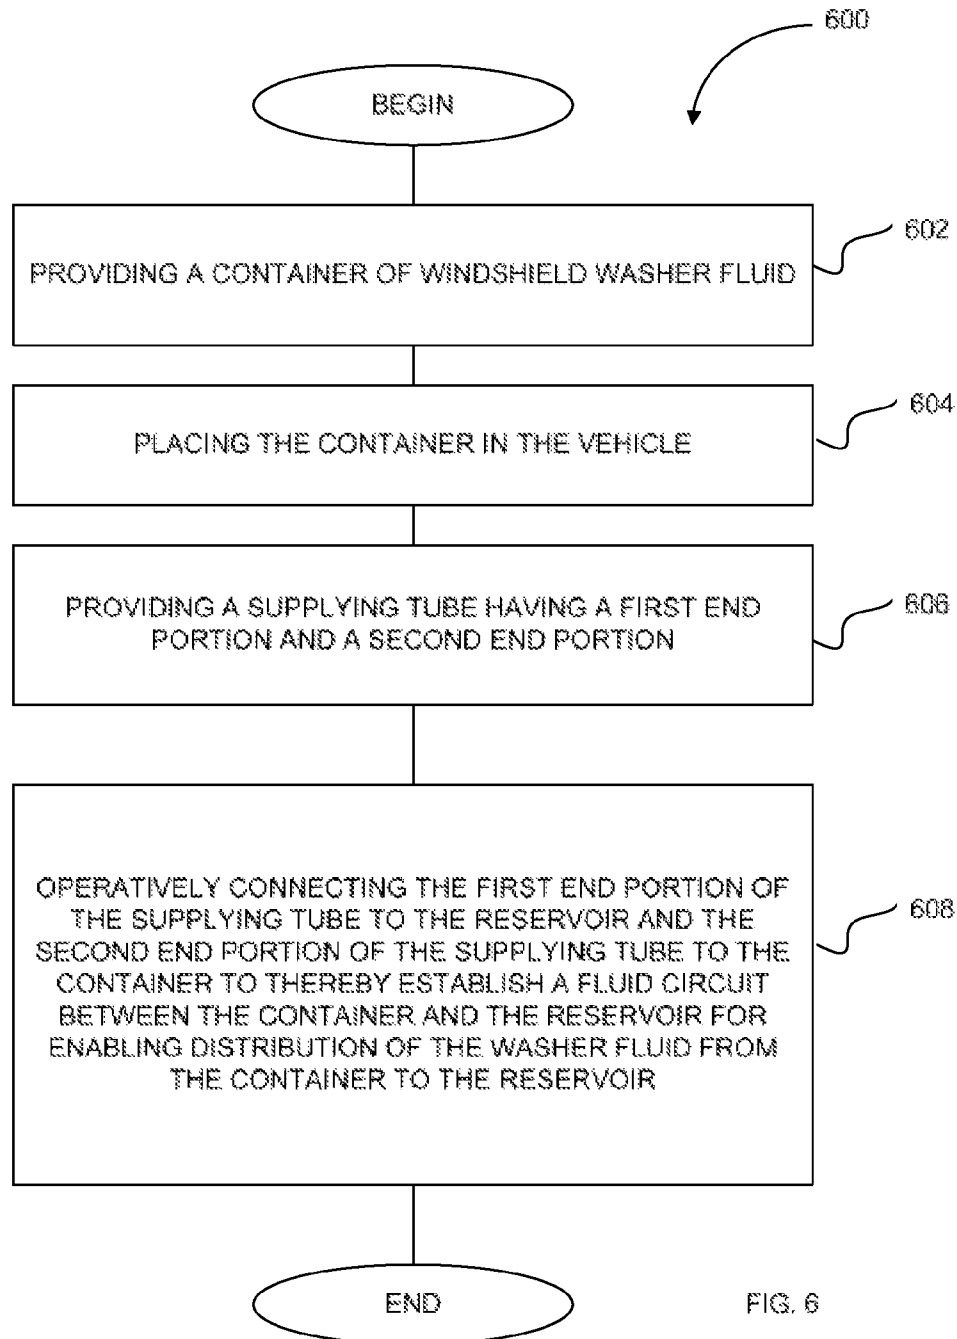 600
BEGIN
602
PROVIDING A CONTAINER OF WINDSHIELD WASHER FLUID
604
PLACING THE CONTAINER IN THE VEHICLE
606
PROVIDING A SUPPLYING TUBE HAVING A FIRST END
PORTION AND A SECOND END PORTION
608
OPERATIVELY CONNECTING THE FIRST END PORTION OF
THE SUPPLYING TUBE TO THE RESERVOIR AND THE
SECOND END PORTION OF THE SUPPLYING TUBE TO THE
CONTAINER TO THEREBY ESTABLISH A FLUID CIRCUIT
BETWEEN THE CONTAINER AND THE RESERVOIR FOR
ENABLING DISTRIBUTION OF THE WASHER FLUID FROM
THE CONTAINER TO THE RESERVOIR
END
FIG. 6